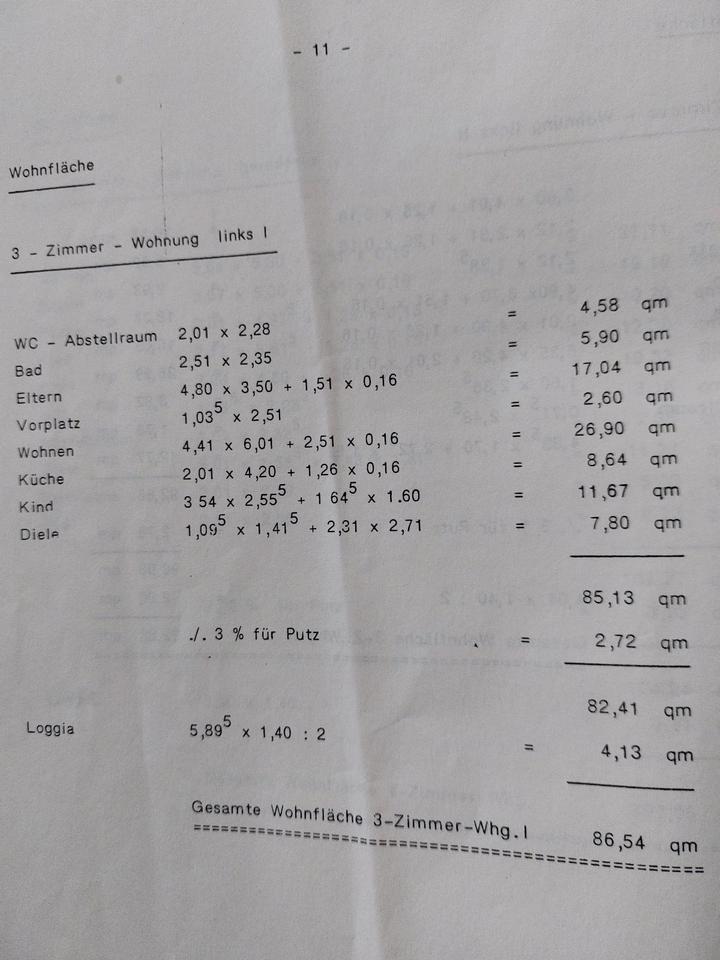 - 11 -
Wohnfläche
3 - Zimmer - Wohnung links I
WC - Abstellraum 2,01 x 2,28 = 4,58 qm
Bad 2,51 x 2,35 = 5,90 qm
Eltern 4,80 x 3,50 + 1,51 x 0,16 = 17,04 qm
Vorplatz 1,03⁵ x 2,51 = 2,60 qm
Wohnen 4,41 x 6,01 + 2,51 x 0,16 = 26,90 qm
Küche 2,01 x 4,20 + 1,26 x 0,16 = 8,64 qm
Kind 3 54 x 2,55⁵ + 1 64⁵ x 1.60 = 11,67 qm
Diele 1,09⁵ x 1,41⁵ + 2,31 x 2,71 = 7,80 qm
85,13 qm
./. 3 % für Putz = 2,72 qm
82,41 qm
Loggia 5,89⁵ x 1,40 : 2 = 4,13 qm
Gesamte Wohnfläche 3-Zimmer-Whg.I 86,54 qm